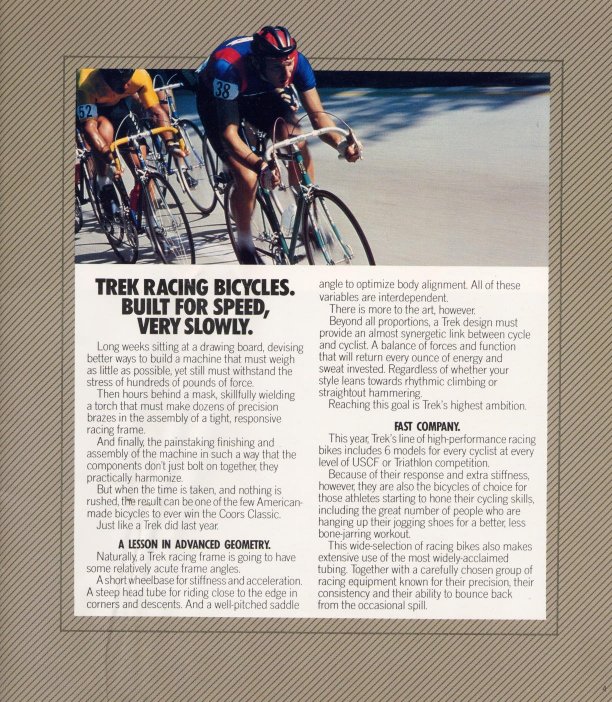 62
38
TREK RACING BICYCLES.
BUILT FOR SPEED,
VERY SLOWLY.
Long weeks sitting at a drawing board, devising
better ways to build a machine that must weigh
as little as possible, yet still must withstand the
stress of hundreds of pounds of force.
Then hours behind a mask, skillfully wielding
a torch that must make dozens of precision
brazes in the assembly of a tight, responsive
racing frame.
And finally, the painstaking finishing and
assembly of the machine in such a way that the
components don't just bolt on together, they
practically harmonize.
But when the time is taken, and nothing is
rushed, the result can be one of the few American-
made bicycles to ever win the Coors Classic.
Just like a Trek did last year.
A LESSON IN ADVANCED GEOMETRY.
Naturally, a Trek racing frame is going to have
some relatively acute frame angles.
A short wheelbase for stiffness and acceleration.
A steep head tube for riding close to the edge in
corners and descents. And a well-pitched saddle
angle to optimize body alignment. All of these
variables are interdependent.
There is more to the art, however.
Beyond all proportions, a Trek design must
provide an almost synergetic link between cycle
and cyclist. A balance of forces and function
that will return every ounce of energy and
sweat invested. Regardless of whether your
style leans towards rhythmic climbing or
straightout hammering.
Reaching this goal is Trek's highest ambition.
FAST COMPANY.
This year, Trek's line of high-performance racing
bikes includes 6 models for every cyclist at every
level of USCF or Triathlon competition.
Because of their response and extra stiffness,
however, they are also the bicycles of choice for
those athletes starting to hone their cycling skills,
including the great number of people who are
hanging up their jogging shoes for a better, less
bone-jarring workout.
This wide-selection of racing bikes also makes
extensive use of the most widely-acclaimed
tubing. Together with a carefully chosen group of
racing equipment known for their precision, their
consistency and their ability to bounce back
from the occasional spill.